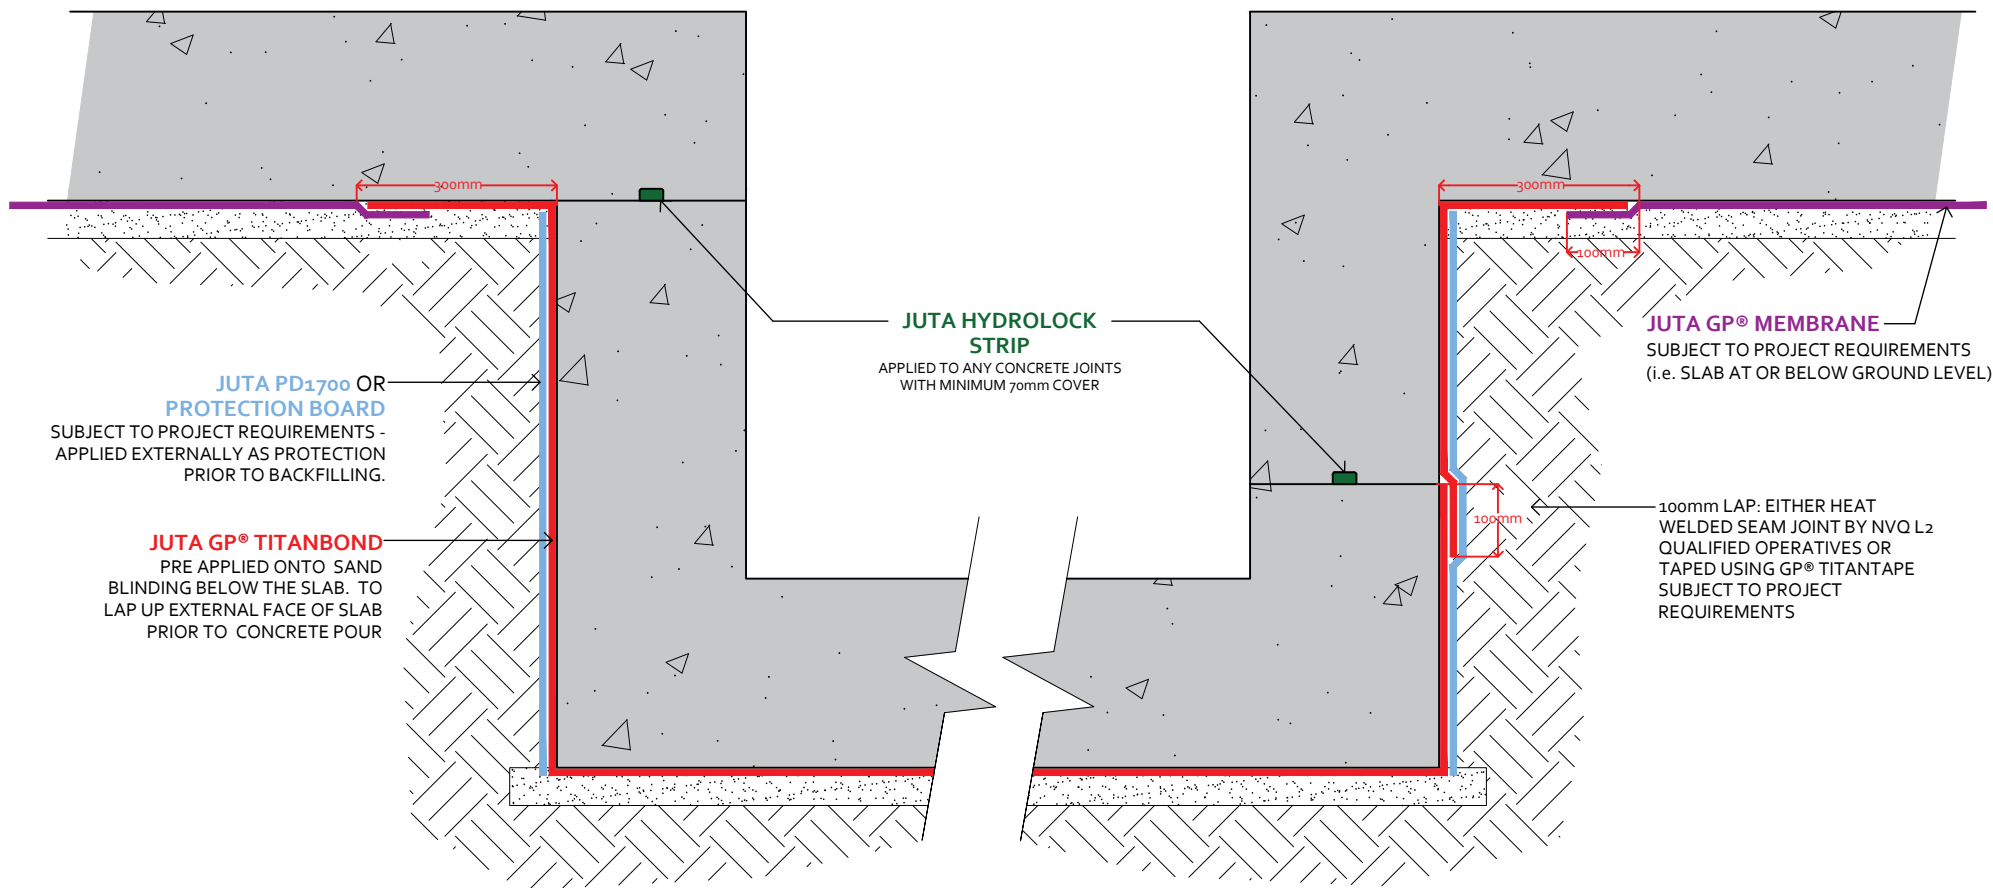 300mm
300mm
100mm
JUTA HYDROLOCK
STRIP
APPLIED TO ANY CONCRETE JOINTS
WITH MINIMUM 70mm COVER
JUTA GP® MEMBRANE
SUBJECT TO PROJECT REQUIREMENTS
(i.e. SLAB AT OR BELOW GROUND LEVEL)
JUTA PD1700 OR
PROTECTION BOARD
SUBJECT TO PROJECT REQUIREMENTS -
APPLIED EXTERNALLY AS PROTECTION
PRIOR TO BACKFILLING.
JUTA GP® TITANBOND
PRE APPLIED ONTO SAND
BLINDING BELOW THE SLAB. TO
LAP UP EXTERNAL FACE OF SLAB
PRIOR TO CONCRETE POUR
100mm
100mm LAP: EITHER HEAT
WELDED SEAM JOINT BY NVQ L2
QUALIFIED OPERATIVES OR
TAPED USING GP® TITANTAPE
SUBJECT TO PROJECT
REQUIREMENTS